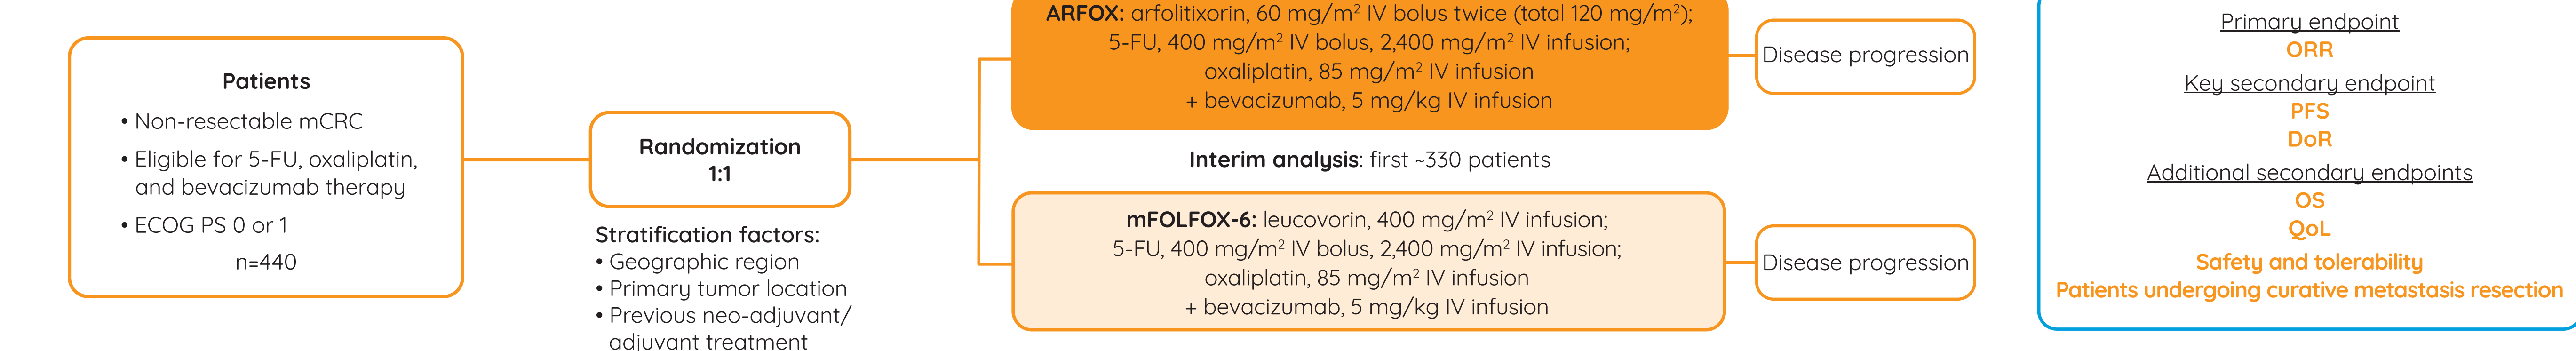 Patients
• Non-resectable mCRC
• Eligible for 5-FU, oxaliplatin,
and bevacizumab therapy
• ECOG PS 0 or 1
n=440
Randomization
1:1
Stratification factors:
• Geographic region
• Primary tumor location
• Previous neo-adjuvant/
adjuvant treatment
ARFOX: arfolitixorin, 60 mg/m² IV bolus twice (total 120 mg/m²);
5-FU, 400 mg/m² IV bolus, 2,400 mg/m² IV infusion;
oxaliplatin, 85 mg/m² IV infusion
+ bevacizumab, 5 mg/kg IV infusion
Disease progression
Interim analysis: first ~330 patients
mFOLFOX-6: leucovorin, 400 mg/m² IV infusion;
5-FU, 400 mg/m² IV bolus, 2,400 mg/m² IV infusion;
oxaliplatin, 85 mg/m² IV infusion
+ bevacizumab, 5 mg/kg IV infusion
Disease progression
Primary endpoint
ORR
Key secondary endpoint
PFS
DoR
Additional secondary endpoints
OS
QoL
Safety and tolerability
Patients undergoing curative metastasis resection